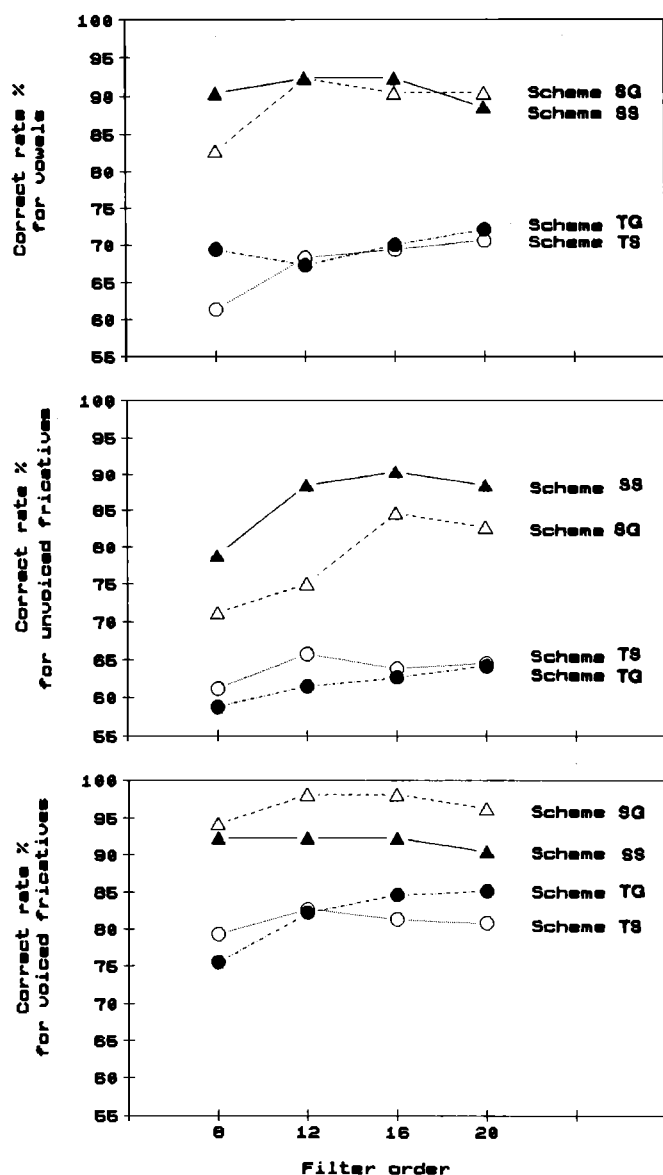 Correct rate %
for vowels
100
95
90
85
80
75
70
65
60
55
Scheme SG
Scheme SS
Scheme TG
Scheme TS
Correct rate %
for unvoiced fricatives
100
95
90
85
80
75
70
65
60
55
Scheme SS
Scheme SG
Scheme TS
Scheme TG
Correct rate %
for voiced fricatives
100
95
90
85
80
75
70
65
60
55
Scheme SG
Scheme SS
Scheme TG
Scheme TS
8 12 16 20
Filter order